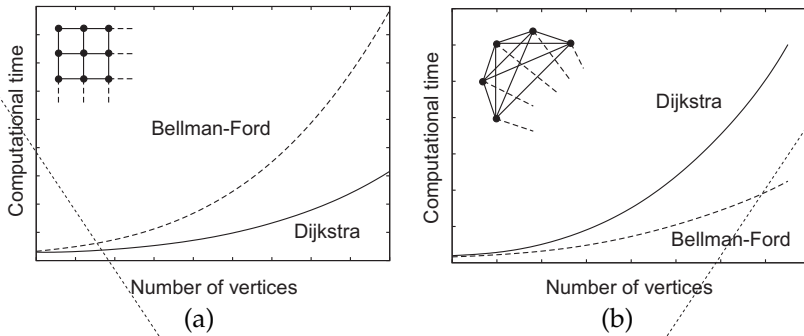 Computational time
Bellman-Ford
Dijkstra
Number of vertices
(a)
Computational time
Dijkstra
Bellman-Ford
Number of vertices
(b)